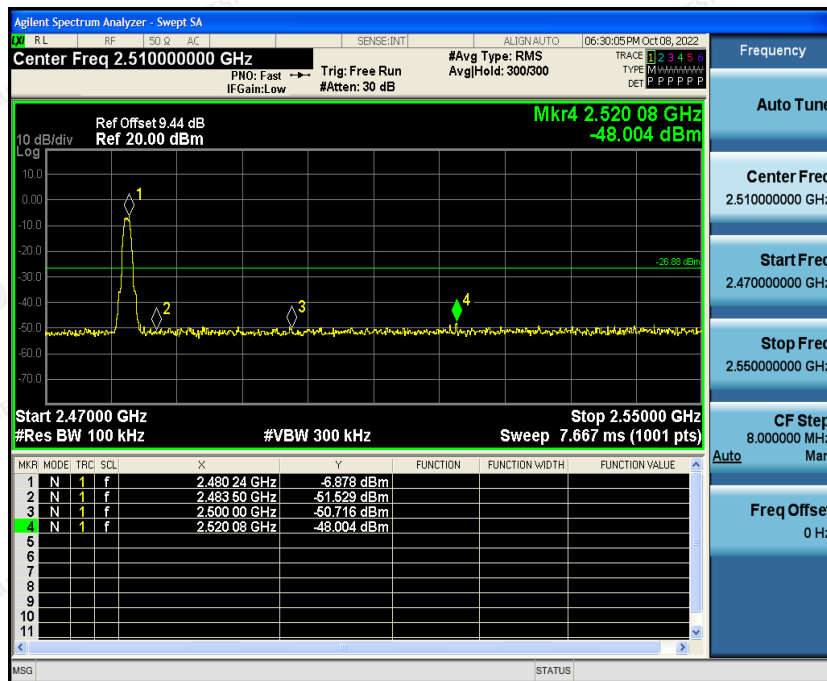 Agilent Spectrum Analyzer - Swept SA
LXI RL RF 50 Ω AC SENSE:INT ALIGN AUTO 06:30:05 PM Oct 08, 2022
Center Freq 2.510000000 GHz
#Avg Type: RMS
TRACE 1 2 3 4 5 6
PNO: Fast
Trig: Free Run
Avg|Hold: 300/300
TYPE M WWWWW
IFGain:Low
#Atten: 30 dB
DET P P P P P P
Mkr4 2.520 08 GHz
Ref Offset 9.44 dB
-48.004 dBm
10 dB/div
Ref 20.00 dBm
Log
10.0
0.00
-10.0
-20.0
-26.88 dBm
-30.0
-40.0
-50.0
-60.0
-70.0
1
2
3
4
Start 2.47000 GHz
Stop 2.55000 GHz
#Res BW 100 kHz
#VBW 300 kHz
Sweep 7.667 ms (1001 pts)
MKR MODE TRC SCL X Y FUNCTION FUNCTION WIDTH FUNCTION VALUE
1 N 1 f 2.480 24 GHz -6.878 dBm
2 N 1 f 2.483 50 GHz -51.529 dBm
3 N 1 f 2.500 00 GHz -50.716 dBm
4 N 1 f 2.520 08 GHz -48.004 dBm
5
6
7
8
9
10
11
MSG
STATUS
Frequency
Auto Tune
Center Freq
2.510000000 GHz
Start Freq
2.470000000 GHz
Stop Freq
2.550000000 GHz
CF Step
8.000000 MHz
Auto Man
Freq Offset
0 Hz